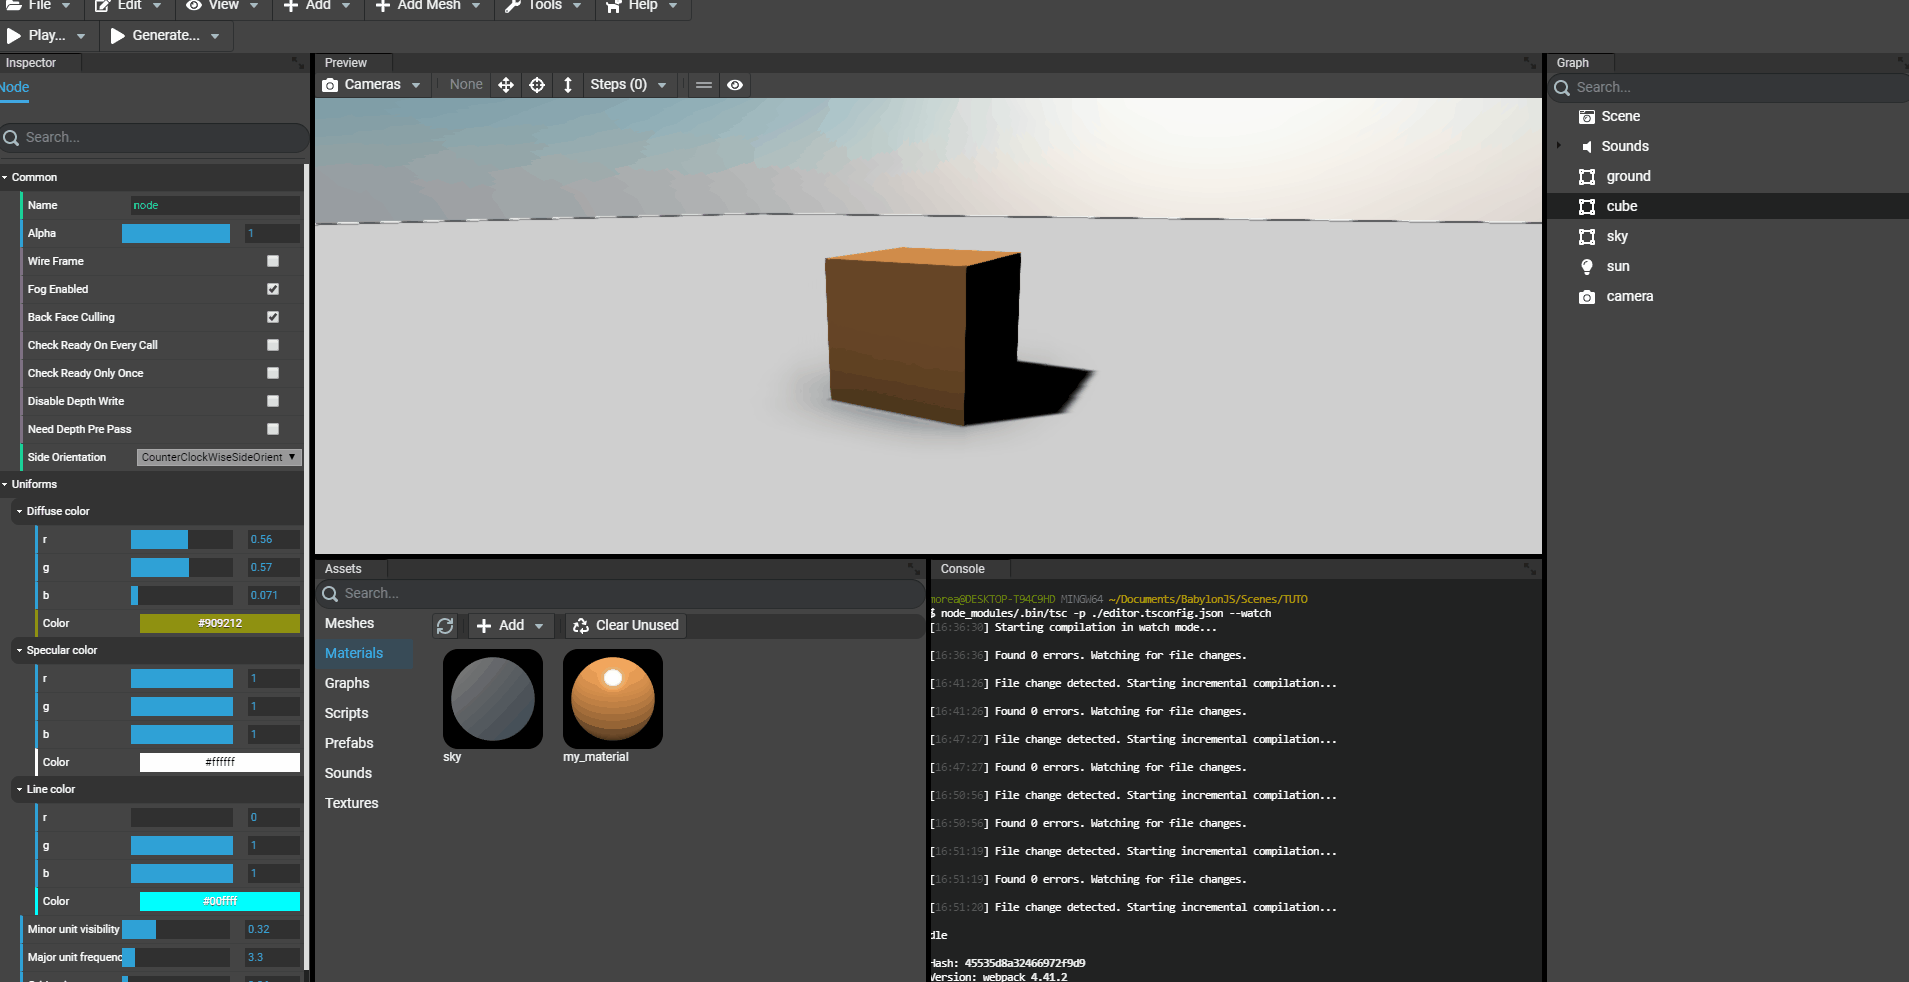 File Edit View Add Add Mesh Tools Help
Play... Generate...
Inspector
Node
Search...
Common
Name node
Alpha 1
Wire Frame
Fog Enabled
Back Face Culling
Check Ready On Every Call
Check Ready Only Once
Disable Depth Write
Need Depth Pre Pass
Side Orientation CounterClockWiseSideOrient
Uniforms
Diffuse color
r 0.56
g 0.57
b 0.071
Color #909212
Specular color
r 1
g 1
b 1
Color #ffffff
Line color
r 0
g 1
b 1
Color #00ffff
Minor unit visibility 0.32
Major unit frequenc 3.3
Preview
Cameras None Steps (0)
Assets
Search...
Meshes
Materials
Graphs
Scripts
Prefabs
Sounds
Textures
Add Clear Unused
sky my_material
Console
morea@DESKTOP-T94C9HD MINGW64 ~/Documents/BabylonJS/Scenes/TUTO
$ node_modules/.bin/tsc -p ./editor.tsconfig.json --watch
[16:36:30] Starting compilation in watch mode...
[16:36:36] Found 0 errors. Watching for file changes.
[16:41:26] File change detected. Starting incremental compilation...
[16:41:26] Found 0 errors. Watching for file changes.
[16:47:27] File change detected. Starting incremental compilation...
[16:47:27] Found 0 errors. Watching for file changes.
[16:50:56] File change detected. Starting incremental compilation...
[16:50:56] Found 0 errors. Watching for file changes.
[16:51:19] File change detected. Starting incremental compilation...
[16:51:19] Found 0 errors. Watching for file changes.
[16:51:20] File change detected. Starting incremental compilation...
dle
Hash: 45535d8a32466972f9d9
Version: webpack 4.41.2
Graph
Search...
Scene
Sounds
ground
cube
sky
sun
camera